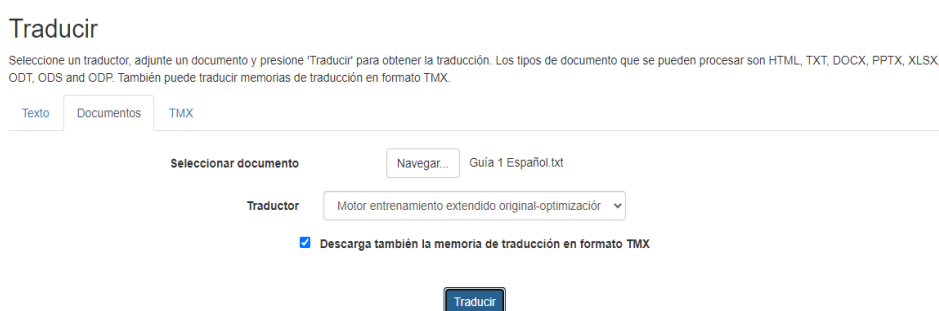 Traducir
Seleccione un traductor, adjunte un documento y presione 'Traducir' para obtener la traducción. Los tipos de documento que se pueden procesar son HTML, TXT, DOCX, PPTX, XLSX,
ODT, ODS and ODP. También puede traducir memorias de traducción en formato TMX.
Texto Documentos TMX
Seleccionar documento Navegar... Guía 1 Español.txt
Traductor Motor entrenamiento extendido original-optimización
Descarga también la memoria de traducción en formato TMX
Traducir